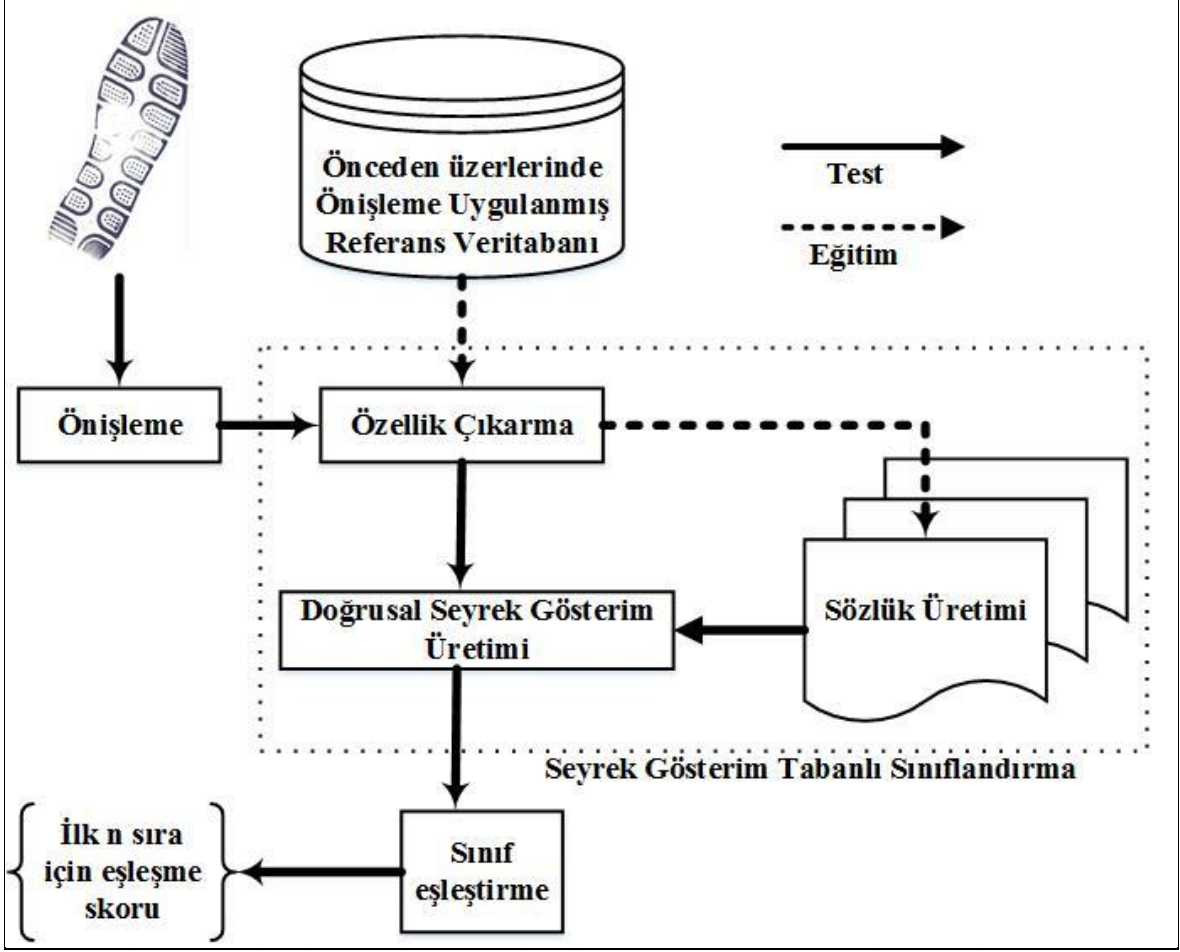 Önceden üzerlerinde
Önişleme Uygulanmış
Referans Veritabanı
Test
Eğitim
Önişleme
Özellik Çıkarma
Doğrusal Seyrek Gösterim
Üretimi
Sözlük Üretimi
Seyrek Gösterim Tabanlı Sınıflandırma
Sınıf
eşleştirme
İlk n sıra
için eşleşme
skoru